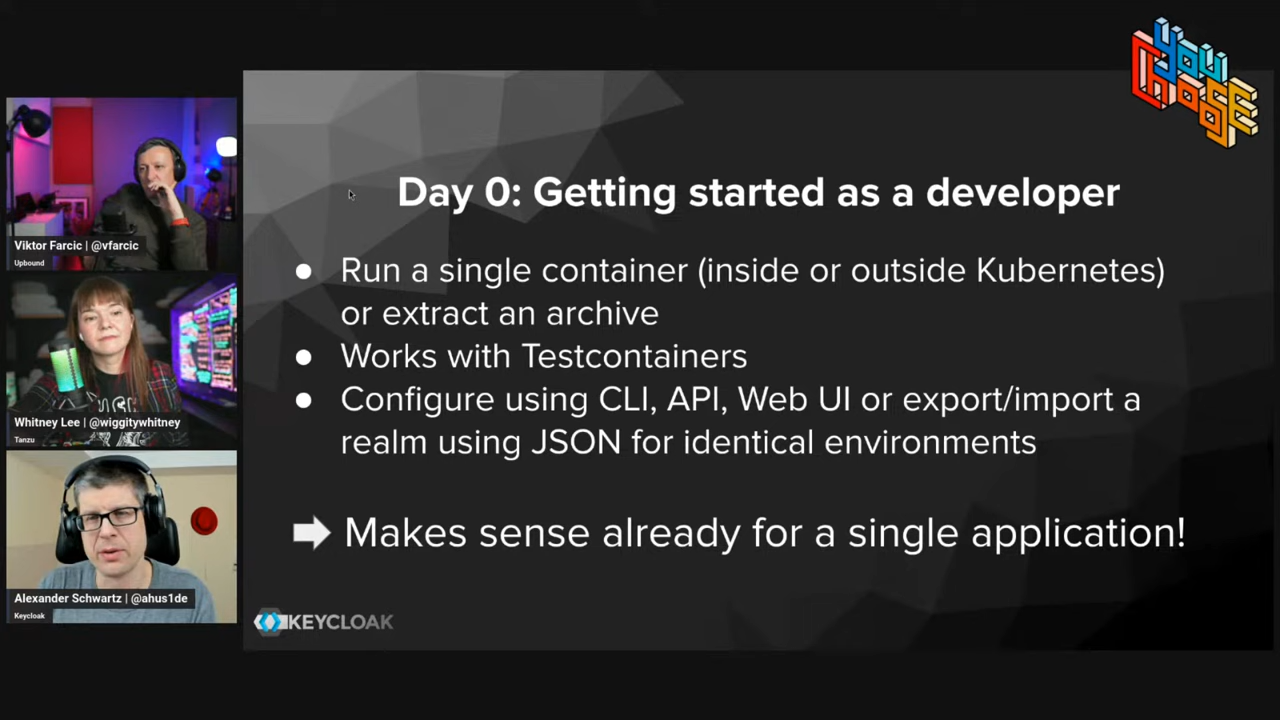 YOU
CHOOSE
Day 0: Getting started as a developer
● Run a single container (inside or outside Kubernetes)
or extract an archive
● Works with Testcontainers
● Configure using CLI, API, Web UI or export/import a
realm using JSON for identical environments
Makes sense already for a single application!
KEYCLOAK
Viktor Farcic | @vfarcic
Upbound
Whitney Lee | @wiggitywhitney
Tanzu
Alexander Schwartz | @ahus1de
Keycloak